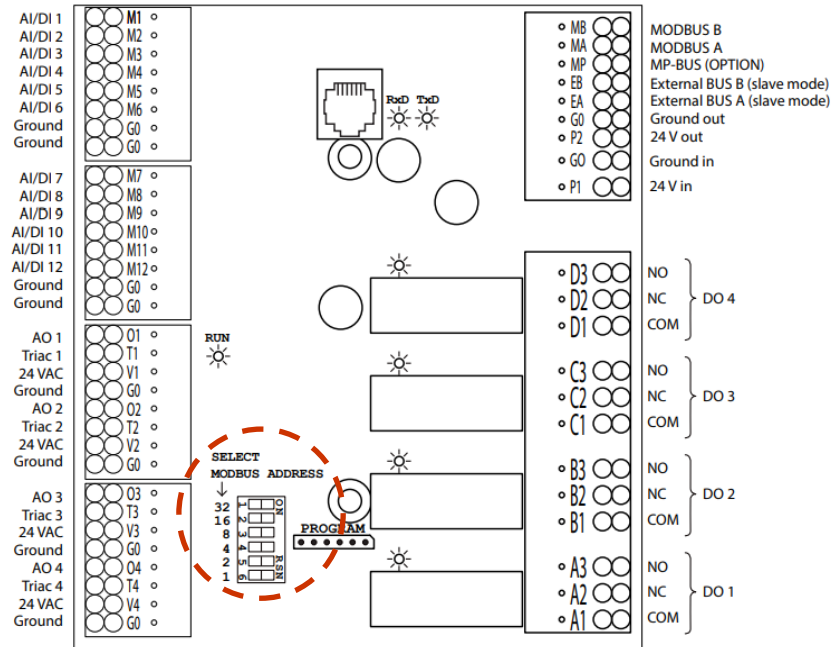 AI/DI 1 M1
AI/DI 2 M2
AI/DI 3 M3
AI/DI 4 M4
AI/DI 5 M5
AI/DI 6 M6
Ground G0
Ground G0
AI/DI 7 M7
AI/DI 8 M8
AI/DI 9 M9
AI/DI 10 M10
AI/DI 11 M11
AI/DI 12 M12
Ground G0
Ground G0
AO 1 O1
Triac 1 T1
24 VAC V1
Ground G0
AO 2 O2
Triac 2 T2
24 VAC V2
Ground G0
AO 3 O3
Triac 3 T3
24 VAC V3
Ground G0
AO 4 O4
Triac 4 T4
24 VAC V4
Ground G0
RxD TxD
RUN
SELECT
MODBUS ADDRESS
32 1 ON
16 2
8 3
4 4
2 5 RSN
1 6
PROGRAM
MB MODBUS B
MA MODBUS A
MP MP-BUS (OPTION)
EB External BUS B (slave mode)
EA External BUS A (slave mode)
G0 Ground out
P2 24 V out
GO Ground in
P1 24 V in
D3 NO
D2 NC DO 4
D1 COM
C3 NO
C2 NC DO 3
C1 COM
B3 NO
B2 NC DO 2
B1 COM
A3 NO
A2 NC DO 1
A1 COM